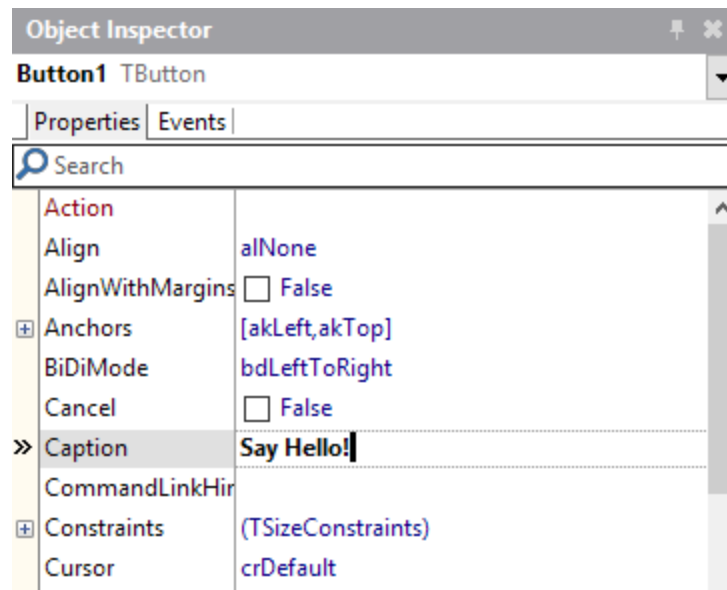 Object Inspector
Button1 TButton
Properties Events
Search
Action
Align alNone
AlignWithMargins False
Anchors [akLeft,akTop]
BiDiMode bdLeftToRight
Cancel False
Caption Say Hello!
CommandLinkHin
Constraints (TSizeConstraints)
Cursor crDefault